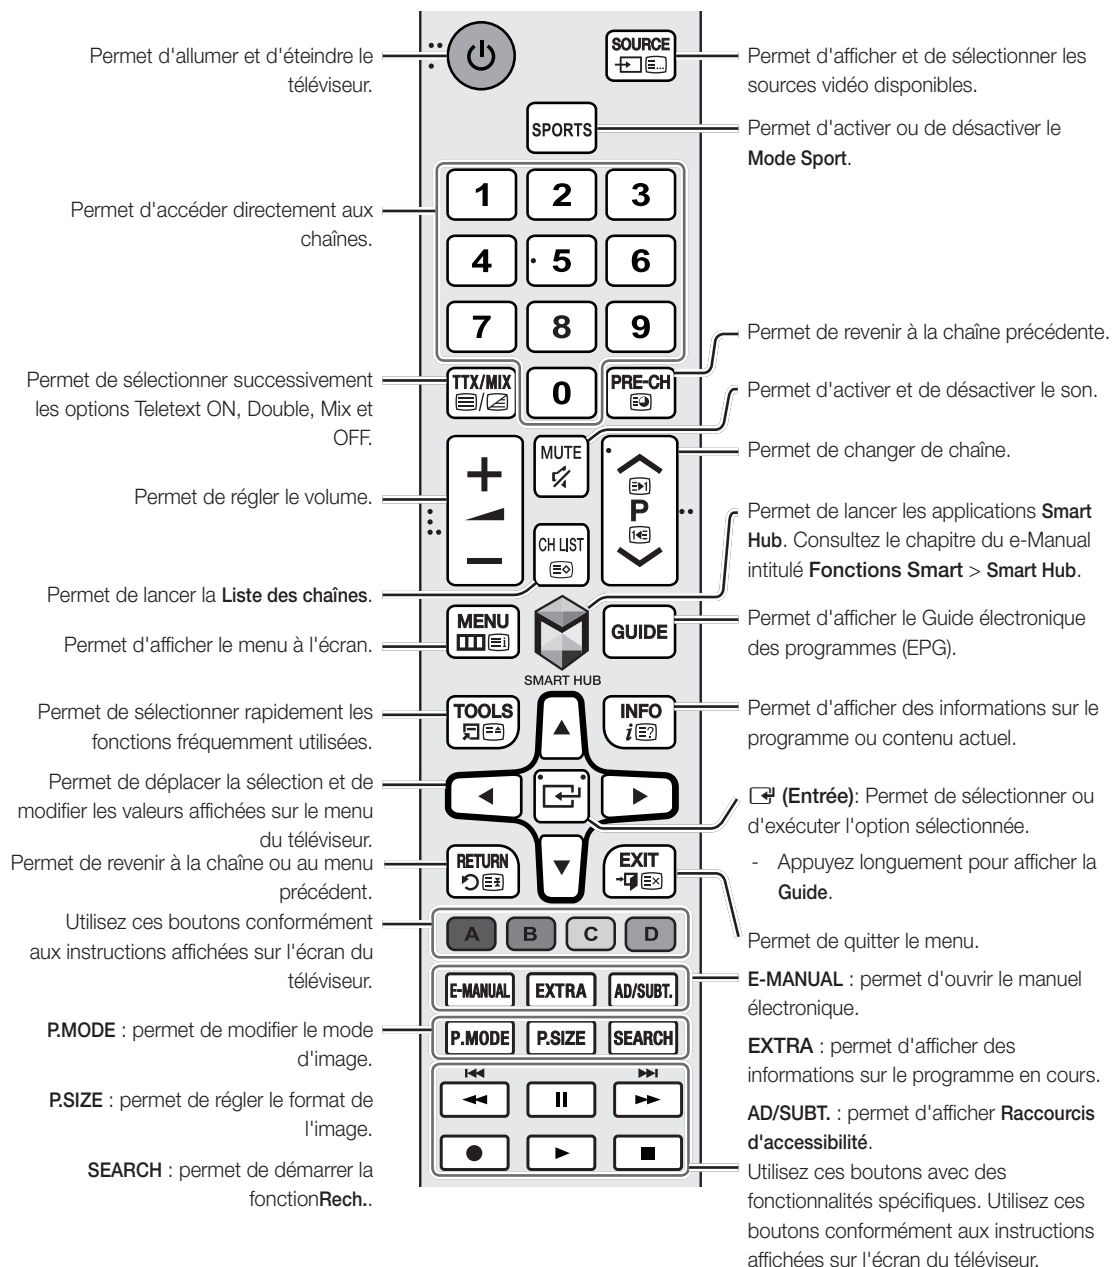 Permet d'allumer et d'éteindre le
téléviseur.
SOURCE
Permet d'afficher et de sélectionner les
sources vidéo disponibles.
SPORTS
Permet d'activer ou de désactiver le
Mode Sport.
1 2 3
Permet d'accéder directement aux
chaînes.
4 5 6
7 8 9
Permet de revenir à la chaîne précédente.
Permet de sélectionner successivement
les options Teletext ON, Double, Mix et
OFF.
TTX/MIX
0
PRE-CH
Permet d'activer et de désactiver le son.
MUTE
Permet de changer de chaîne.
Permet de régler le volume.
P
CH LIST
Permet de lancer les applications Smart
Hub. Consultez le chapitre du e-Manual
intitulé Fonctions Smart > Smart Hub.
Permet de lancer la Liste des chaînes.
MENU
GUIDE
Permet d'afficher le Guide électronique
des programmes (EPG).
Permet d'afficher le menu à l'écran.
SMART HUB
Permet de sélectionner rapidement les
fonctions fréquemment utilisées.
TOOLS
INFO
Permet d'afficher des informations sur le
programme ou contenu actuel.
Permet de déplacer la sélection et de
modifier les valeurs affichées sur le menu
du téléviseur.
(Entrée): Permet de sélectionner ou
d'exécuter l'option sélectionnée.
- Appuyez longuement pour afficher la
Guide.
Permet de revenir à la chaîne ou au menu
précédent.
RETURN
EXIT
Permet de quitter le menu.
Utilisez ces boutons conformément
aux instructions affichées sur l'écran du
téléviseur.
A B C D
E-MANUAL EXTRA AD/SUBT.
E-MANUAL : permet d'ouvrir le manuel
électronique.
P.MODE : permet de modifier le mode
d'image.
P.MODE P.SIZE SEARCH
EXTRA : permet d'afficher des
informations sur le programme en cours.
P.SIZE : permet de régler le format de
l'image.
AD/SUBT. : permet d'afficher Raccourcis
d'accessibilité.
SEARCH : permet de démarrer la
fonctionRech..
Utilisez ces boutons avec des
fonctionnalités spécifiques. Utilisez ces
boutons conformément aux instructions
affichées sur l'écran du téléviseur.